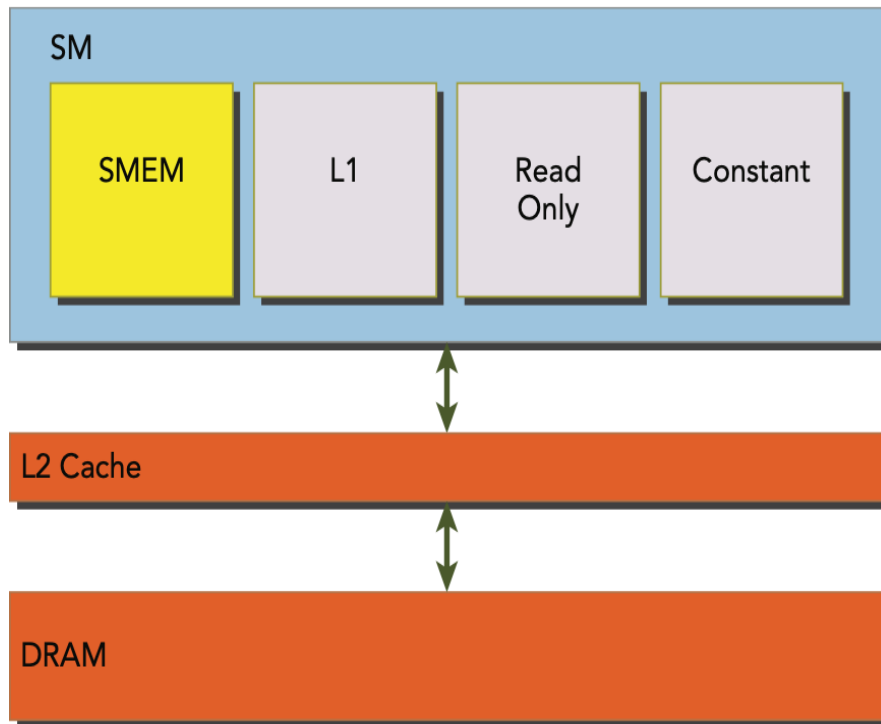 SM
SMEM
L1
Read
Only
Constant
L2 Cache
DRAM